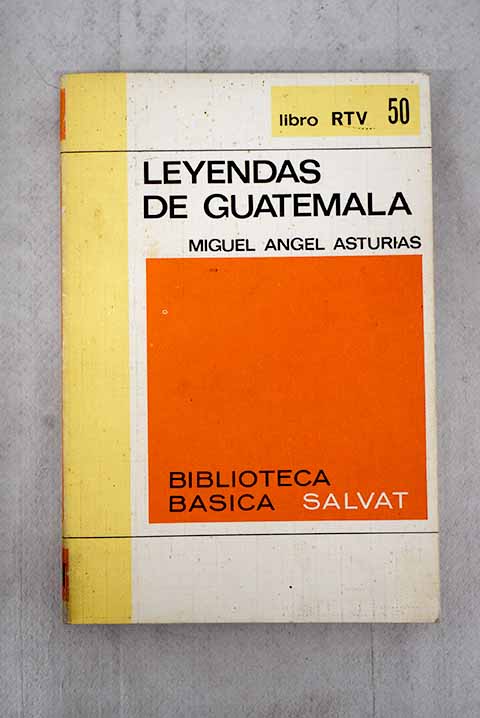 libro RTV 50
LEYENDAS
DE GUATEMALA
MIGUEL ANGEL ASTURIAS
BIBLIOTECA
BASICA SALVAT